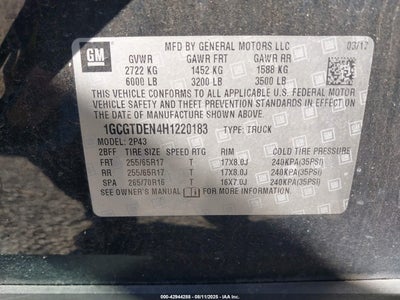 GM
MFD BY GENERAL MOTORS LLC 03/17
GVWR GAWR FRT GAWR RR
2722 KG 1452 KG 1588 KG
6000 LB 3200 LB 3500 LB
THIS VEHICLE CONFORMS TO ALL APPLICABLE U.S. FEDERAL MOTOR
VEHICLE SAFETY AND THEFT PREVENTION STANDARDS IN EFFECT ON
THE DATE OF MANUFACTURE SHOWN ABOVE.
1GCGTDEN4H1220183 TYPE: TRUCK
MODEL: 2P43
2BFF TIRE SIZE SPEED RTG RIM COLD TIRE PRESSURE
FRT 255/65R17 17X8.0J 240KPA(35PSI)
RR 255/65R17 17X8.0J 240KPA(35PSI)
SPA 265/70R16 16X7.0J 240KPA(35PSI)
SEE OWNER'S MANUAL FOR MORE INFORMATION.
000-42944288 - 08/11/2025 - IAA Inc.